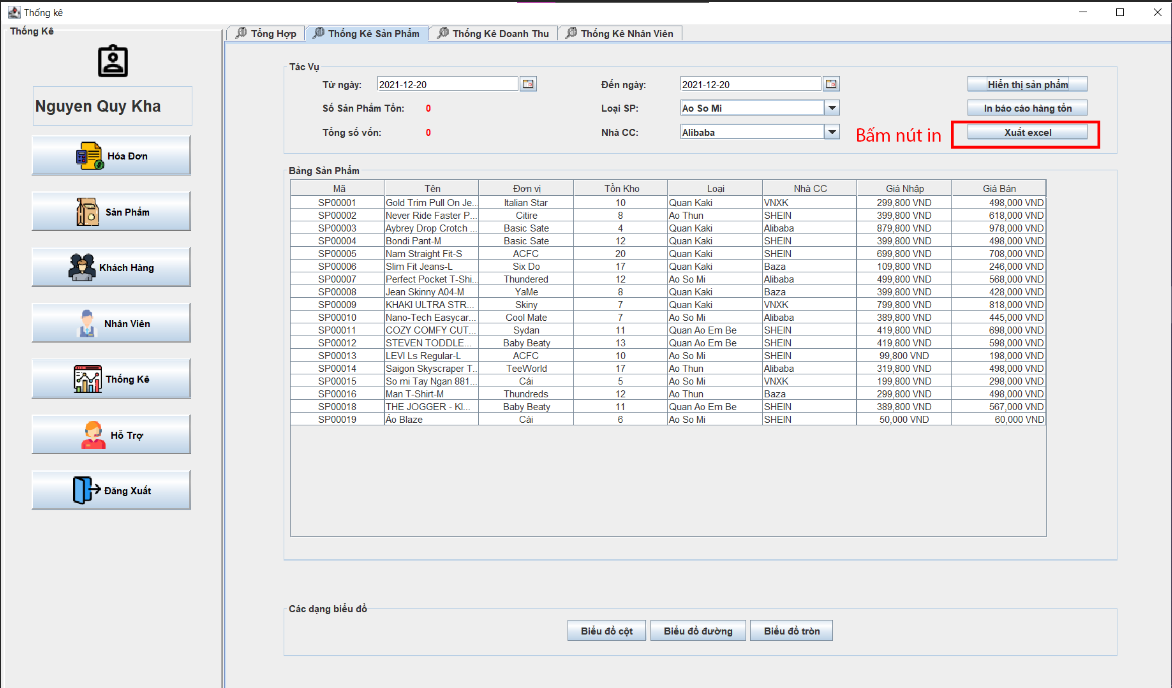 Thống kê
Thống Kê
Nguyen Quy Kha
Hóa Đơn
Sản Phẩm
Khách Hàng
Nhân Viên
Thống Kê
Hỗ Trợ
Đăng Xuất
Tổng Hợp Thống Kê Sản Phẩm Thống Kê Doanh Thu Thống Kê Nhân Viên
Tác Vụ
Từ ngày: 2021-12-20 Đến ngày: 2021-12-20 Hiển thị sản phẩm
Số Sản Phẩm Tồn: 0 Loại SP: Ao So Mi In báo cáo hàng tồn
Tổng số vốn: 0 Nhà CC: Alibaba Bấm nút in Xuất excel
Bảng Sản Phẩm
Mã Tên Đơn vị Tồn Kho Loại Nhà CC Giá Nhập Giá Bán
SP00001 Gold Trim Pull On Je... Italian Star 10 Quan Kaki VNXK 299,800 VND 498,000 VND
SP00002 Never Ride Faster P... Citire 8 Ao Thun SHEIN 399,800 VND 618,000 VND
SP00003 Aybrey Drop Crotch ... Basic Sate 4 Quan Kaki Alibaba 879,800 VND 978,000 VND
SP00004 Bondi Pant-M Basic Sate 12 Quan Kaki SHEIN 399,800 VND 498,000 VND
SP00005 Nam Straight Fit-S ACFC 20 Quan Kaki SHEIN 699,800 VND 708,000 VND
SP00006 Slim Fit Jeans-L Six Do 17 Quan Kaki Baza 109,800 VND 246,000 VND
SP00007 Perfect Pocket T-Shi... Thundered 12 Ao So Mi Alibaba 499,800 VND 568,000 VND
SP00008 Jean Skinny A04-M YaMe 8 Quan Kaki Baza 399,800 VND 428,000 VND
SP00009 KHAKI ULTRA STR... Skiny 7 Quan Kaki VNXK 799,800 VND 818,000 VND
SP00010 Nano-Tech Easycar... Cool Mate 7 Ao So Mi Alibaba 389,800 VND 445,000 VND
SP00011 COZY COMFY CUT... Sydan 11 Quan Ao Em Be SHEIN 419,800 VND 698,000 VND
SP00012 STEVEN TODDLE... Baby Beaty 13 Quan Ao Em Be SHEIN 419,800 VND 598,000 VND
SP00013 LEVI Ls Regular-L ACFC 10 Ao So Mi SHEIN 99,800 VND 198,000 VND
SP00014 Saigon Skyscraper T... TeeWorld 17 Ao Thun Alibaba 319,800 VND 498,000 VND
SP00015 So mi Tay Ngan 881... Cái 5 Ao So Mi VNXK 199,800 VND 298,000 VND
SP00016 Man T-Shirt-M Thundreds 12 Ao Thun Baza 299,800 VND 498,000 VND
SP00018 THE JOGGER - KI... Baby Beaty 11 Quan Ao Em Be SHEIN 389,800 VND 567,000 VND
SP00019 Áo Blaze Cái 6 Ao So Mi SHEIN 50,000 VND 60,000 VND
Các dạng biểu đồ
Biểu đồ cột Biểu đồ đường Biểu đồ tròn